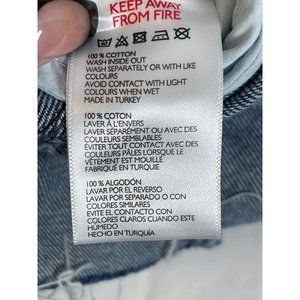 KEEP AWAY
FROM FIRE
100% COTTON
WASH INSIDE OUT
WASH SEPARATELY OR WITH LIKE
COLOURS
AVOID CONTACT WITH LIGHT
COLOURS WHEN WET
MADE IN TURKEY
100% COTON
LAVER À L'ENVERS
LAVER SÉPARÉMENT OU AVEC DES
COULEURS SEMBLABLES
ÉVITER TOUT CONTACT AVEC DES
COULEURS PÂLES LORSQUE LE
VÊTEMENT EST MOUILLÉ
FABRIQUÉ EN TURQUIE
100% ALGODÓN
LAVAR POR EL REVERSO
LAVAR POR SEPARADO O CON
COLORES SIMILARES
EVITE EL CONTACTO CON
COLORES CLAROS CUANDO ESTE
HUMEDO
HECHO EN TURQUÍA